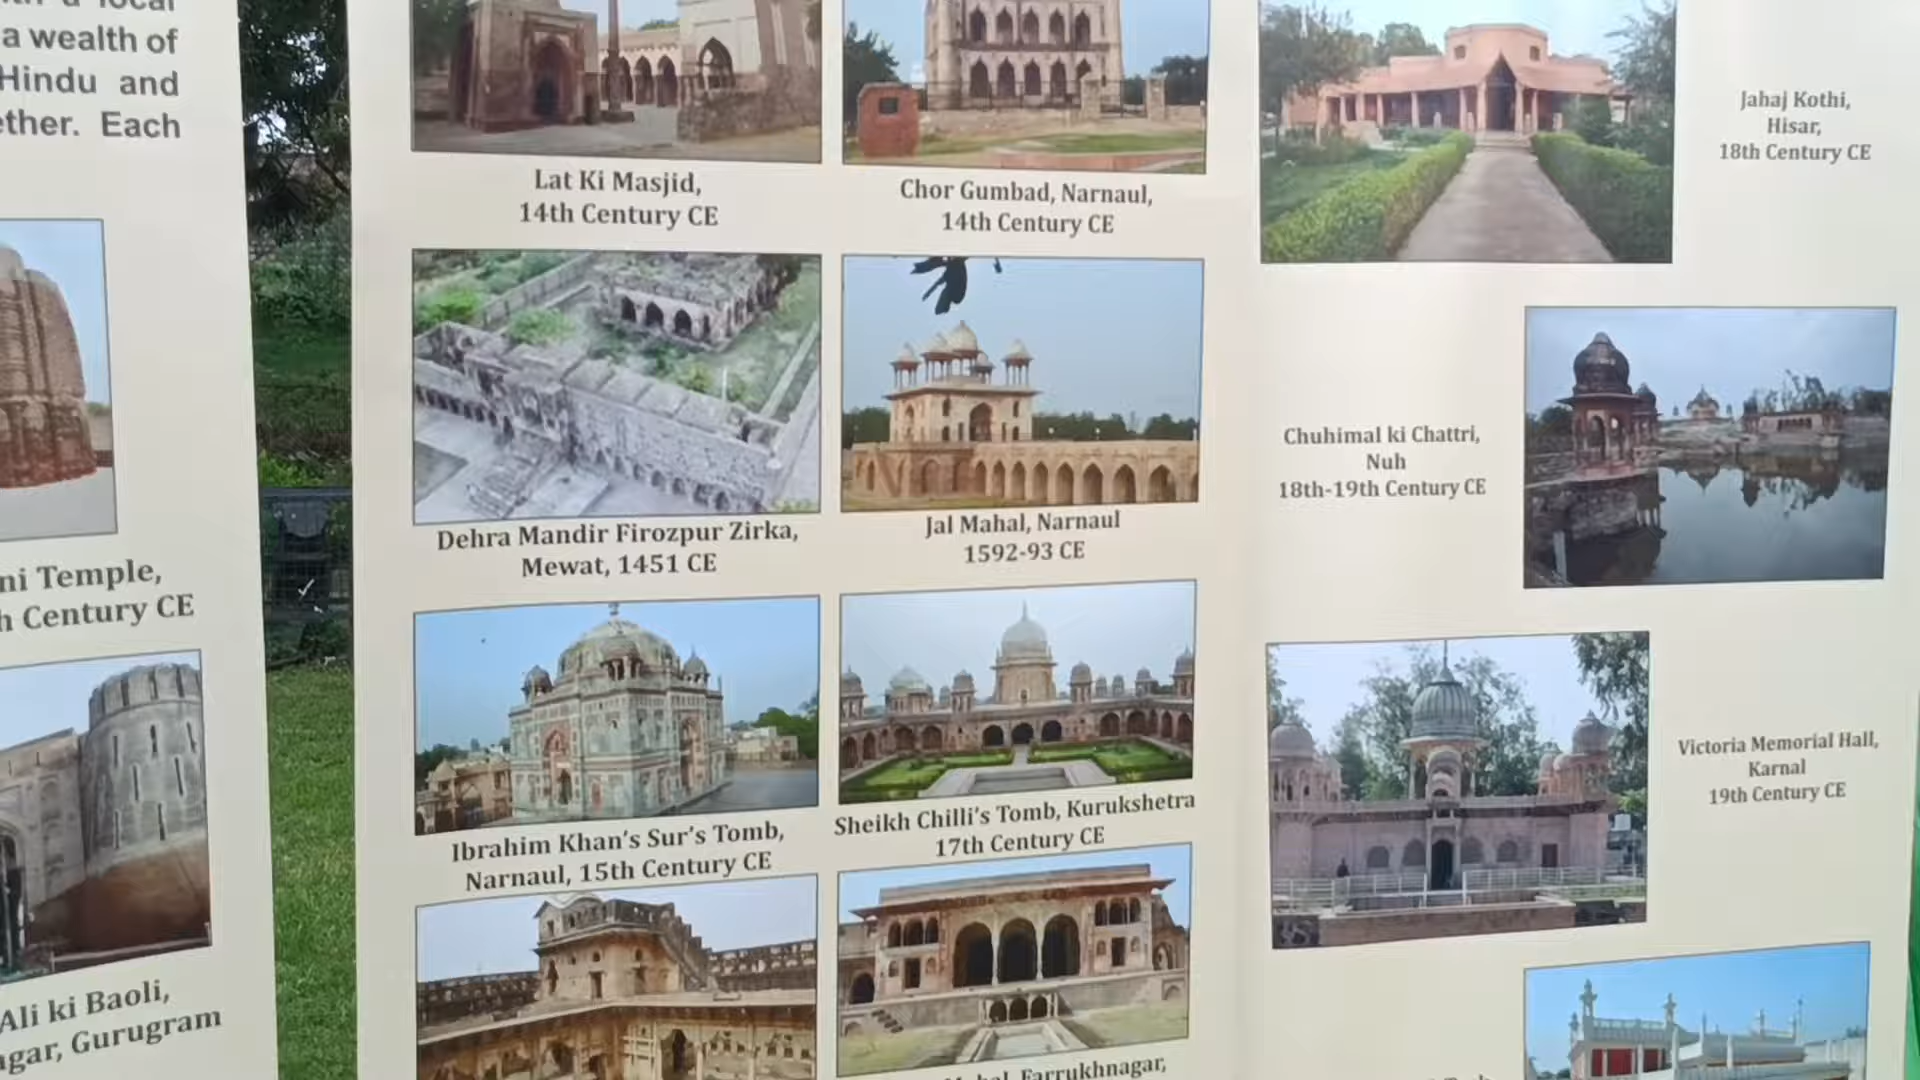 a local
a wealth of
Hindu and
Each
Temple,
Century CE
Ali ki Baoli,
Gurugram
Lat Ki Masjid,
14th Century CE
Chor Gumbad, Narnaul,
14th Century CE
Dehra Mandir Firozpur Zirka,
Mewat, 1451 CE
Jal Mahal, Narnaul
1592-93 CE
Ibrahim Khan's Sur's Tomb,
Narnaul, 15th Century CE
Sheikh Chilli's Tomb, Kurukshetra
17th Century CE
Farrukhnagar,
Jahaj Kothi,
Hisar,
18th Century CE
Chuhimal ki Chattri,
Nuh
18th-19th Century CE
Victoria Memorial Hall,
Karnal
19th Century CE